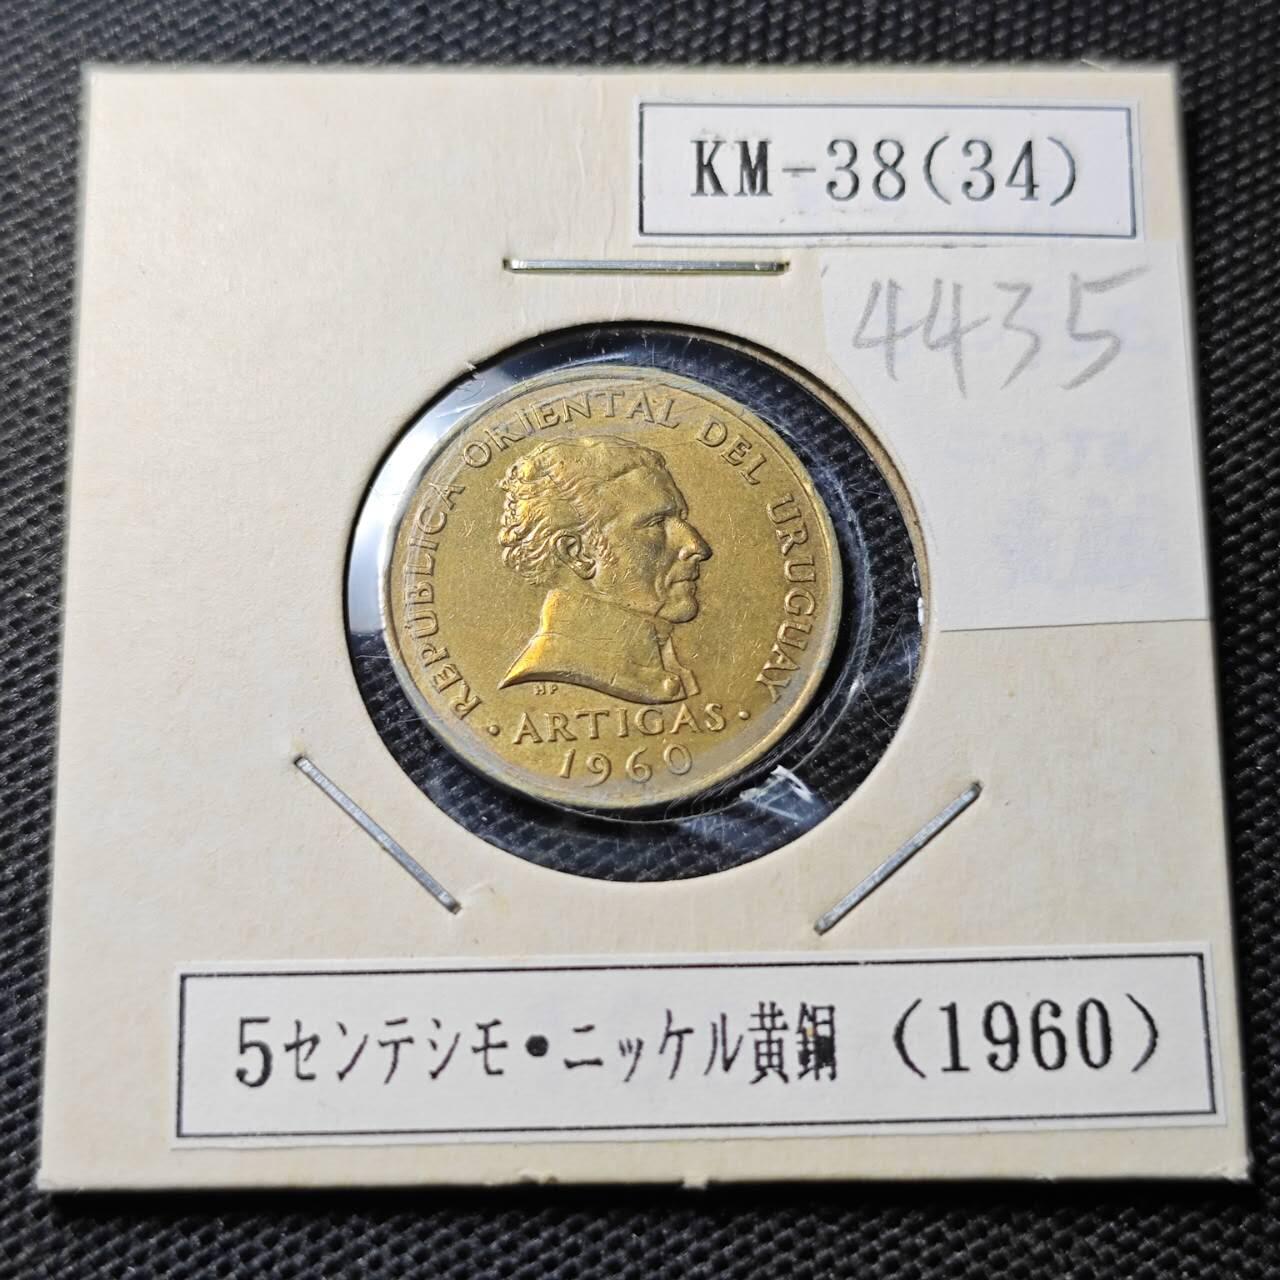 KM-38(34)
4435
REPÚBLICA ORIENTAL DEL URUGUAY
HP
· ARTIGAS ·
1960
5センテシモ•ニッケル黄銅（1960）